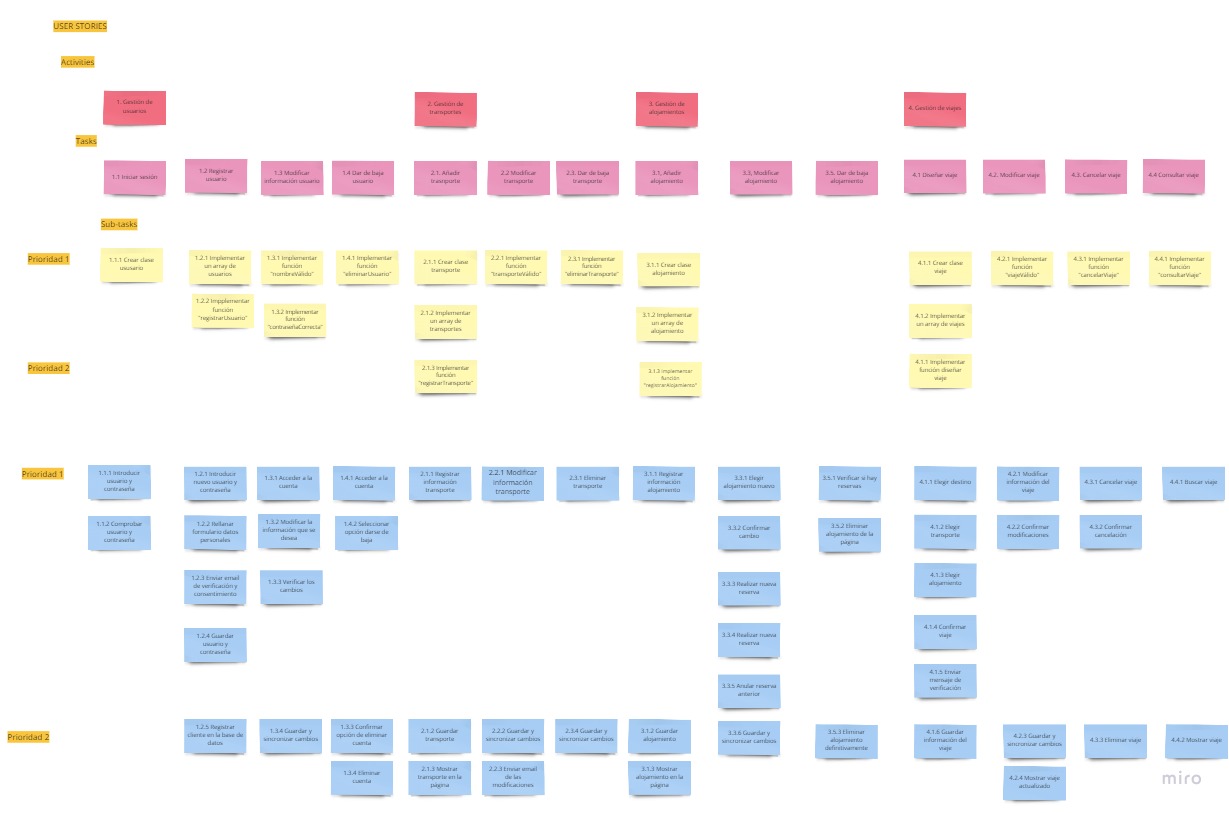 USER STORIES
Activities
1. Gestión de
usuarios
2. Gestión de
transportes
3. Gestión de
alojamientos
4. Gestión de viajes
Tasks
1.1 Iniciar sesión
1.2 Registrar
usuario
1.3 Modificar
información usuario
1.4 Dar de baja
usuario
2.1. Añadir
trasnporte
2.2 Modificar
transporte
2.3. Dar de baja
transporte
3.1. Añadir
alojamiento
3.3. Modificar
alojamiento
3.5. Dar de baja
alojamiento
4.1 Diseñar viaje
4.2. Modificar viaje
4.3. Cancelar viaje
4.4 Consultar viaje
Sub-tasks
Prioridad 1
1.1.1 Crear clase
ususario
1.2.1 Implementar
un array de
usuarios
1.3.1 Implementar
función
"nombreVálido"
1.4.1 Implementar
función
"eliminarUsuario"
2.1.1 Crear clase
transporte
2.2.1 Implementar
función
"transporteVálido"
2.3.1 Implementar
función
"eliminarTransporte"
3.1.1 Crear clase
alojamiento
4.1.1 Crear clase
viaje
4.2.1 Implementar
función
"viajeVálido"
4.3.1 Implementar
función
"cancelarViaje"
4.4.1 Implementar
función
"consultarViaje"
1.2.2 Impplementar
función
"registrarUsuario"
1.3.2 Implementar
función
"contraseñaCorrecta"
2.1.2 Implementar
un array de
transportes
3.1.2 Implementar
un array de
alojamiento
4.1.2 Implementar
un array de viajes
Prioridad 2
2.1.3 Implementar
función
"registrarTransporte"
3.1.3 Implementar
función
"registrarAlojamiento"
4.1.1 Implementar
función diseñar
viaje
Prioridad 1
1.1.1 Introducir
usuario y
contraseña
1.2.1 Introducir
nuevo usuario y
contraseña
1.3.1 Acceder a la
cuenta
1.4.1 Acceder a la
cuenta
2.1.1 Registrar
información
transporte
2.2.1 Modificar
información
transporte
2.3.1 Eliminar
transporte
3.1.1 Registrar
información
alojamiento
3.3.1 Elegir
alojamiento nuevo
3.5.1 Verificar si hay
reservas
4.1.1 Elegir destino
4.2.1 Modificar
información del
viaje
4.3.1 Cancelar viaje
4.4.1 Buscar viaje
1.1.2 Comprobar
usuario y
contraseña
1.2.2 Rellanar
formulario datos
personales
1.3.2 Modificar la
información que se
desea
1.4.2 Seleccionar
opción darse de
baja
3.3.2 Confirmar
cambio
3.5.2 Eliminar
alojamiento de la
página
4.1.2 Elegir
transporte
4.2.2 Confirmar
modificaciones
4.3.2 Confirmar
cancelación
1.2.3 Enviar email
de verificación y
consentimiento
1.3.3 Verificar los
cambios
3.3.3 Realizar nueva
reserva
4.1.3 Elegir
alojamiento
1.2.4 Guardar
usuario y
contraseña
3.3.4 Realizar nueva
reserva
4.1.4 Confirmar
viaje
3.3.5 Anular reserva
anterior
4.1.5 Enviar
mensaje de
verificación
Prioridad 2
1.2.5 Registrar
cliente en la base de
datos
1.3.4 Guardar y
sincronizar cambios
1.3.3 Confirmar
opción de eliminar
cuenta
2.1.2 Guardar
transporte
2.2.2 Guardar y
sincronizar cambios
2.3.4 Guardar y
sincronizar cambios
3.1.2 Guardar
alojamiento
3.3.6 Guardar y
sincronizar cambios
3.5.3 Eliminar
alojamiento
definitivamente
4.1.6 Guardar
información del
viaje
4.2.3 Guardar y
sincronizar cambios
4.3.3 Eliminar viaje
4.4.2 Mostrar viaje
1.3.4 Eliminar
cuenta
2.1.3 Mostrar
transporte en la
página
2.2.3 Enviar email
de las
modificaciones
3.1.3 Mostrar
alojamiento en la
página
4.2.4 Mostrar viaje
actualizado
miro